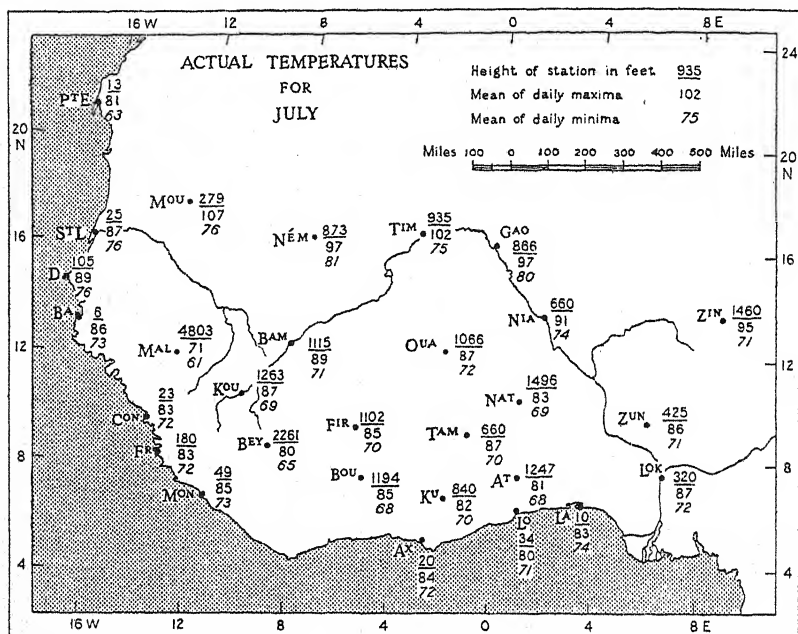 16 W 12 8 4 0 4 8 E
ACTUAL TEMPERATURES
FOR
JULY
Height of station in feet 935
Mean of daily maxima 102
Mean of daily minima 75
Miles 100 0 100 200 300 400 500 Miles
24
20 N
16
12
8
4
20 N
16
12
8
4
PTE 13 81 63
MOU 279 107 76
STL 25 87 76
NÉM 873 97 81
TIM 935 102 75
GAO 866 97 80
D 105 89 76
BA 6 86 73
MAL 4803 71 61
BAM 1115 89 71
OUA 1066 87 72
NIA 660 91 74
ZIN 1460 95 71
KOU 1263 87 69
NAT 1496 83 69
CON 23 83 72
FIR 1102 85 70
TAM 660 87 70
ZUN 425 86 71
FR 180 83 72
BEY 2261 80 65
MON 49 85 73
BOU 1194 85 68
KU 840 82 70
AT 1247 81 68
LOK 320 87 72
AX 20 84 72
LO 34 80 71
LA 10 83 74
16 W 12 8 4 0 4 8 E